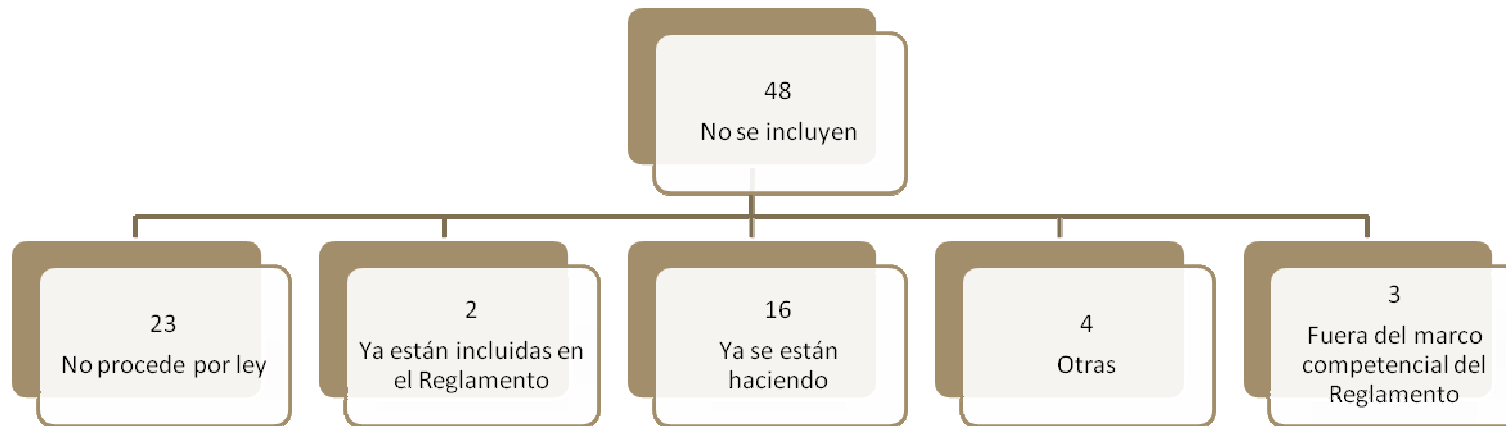 48
No se incluyen
23
No procede por ley
2
Ya están incluidas en
el Reglamento
16
Ya se están
haciendo
4
Otras
3
Fuera del marco
competencial del
Reglamento